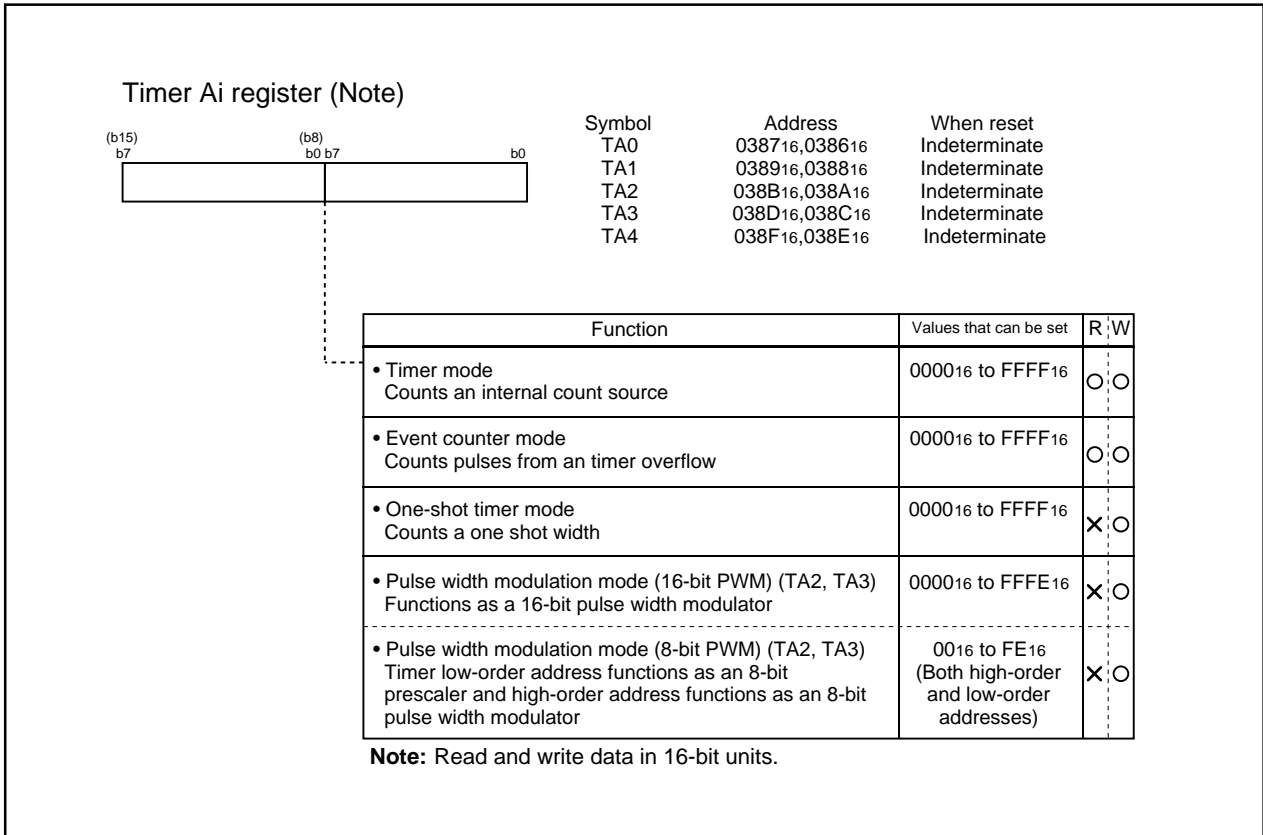 Timer Ai register (Note)
(b15) (b8)
b7 b0 b7 b0
Symbol Address When reset
TA0 038716,038616 Indeterminate
TA1 038916,038816 Indeterminate
TA2 038B16,038A16 Indeterminate
TA3 038D16,038C16 Indeterminate
TA4 038F16,038E16 Indeterminate
Function Values that can be set R W
• Timer mode 000016 to FFFF16
Counts an internal count source
• Event counter mode 000016 to FFFF16
Counts pulses from an timer overflow
• One-shot timer mode 000016 to FFFF16
Counts a one shot width
• Pulse width modulation mode (16-bit PWM) (TA2, TA3) 000016 to FFFE16
Functions as a 16-bit pulse width modulator
• Pulse width modulation mode (8-bit PWM) (TA2, TA3) 0016 to FE16
Timer low-order address functions as an 8-bit (Both high-order
prescaler and high-order address functions as an 8-bit and low-order
pulse width modulator addresses)
Note: Read and write data in 16-bit units.